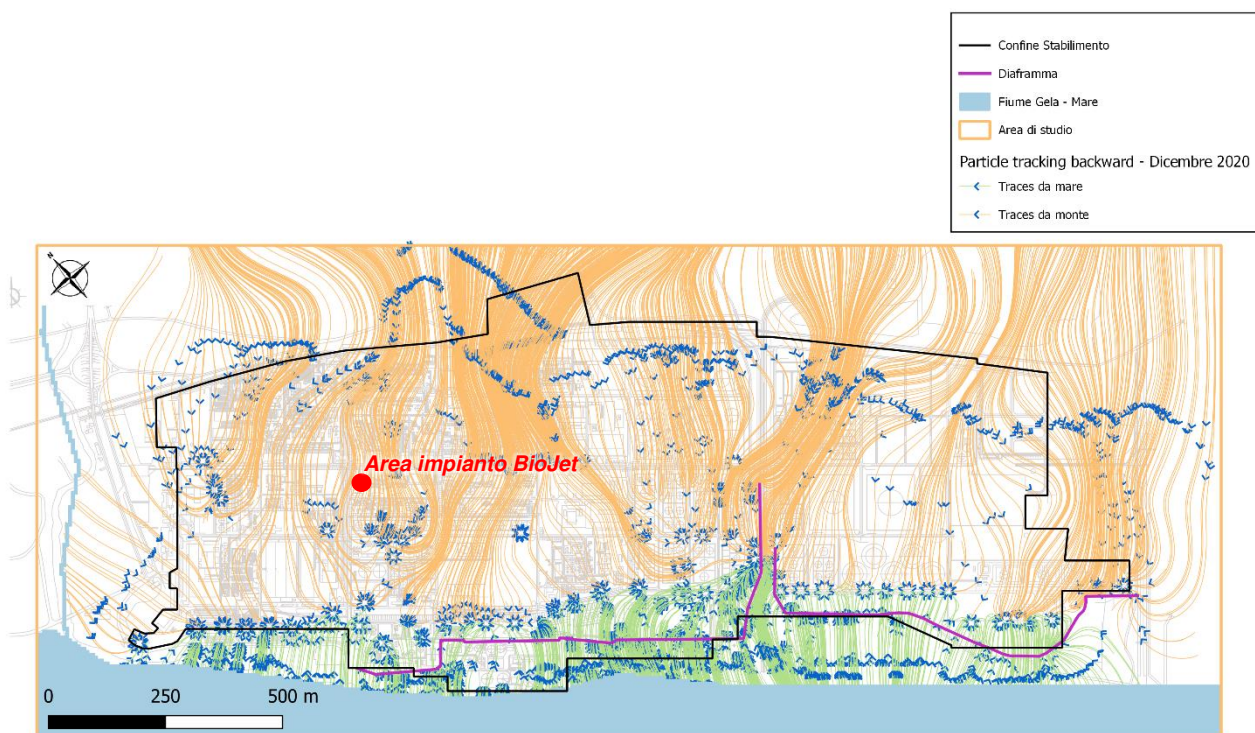 Confine Stabilimento
Diaframma
Fiume Gela - Mare
Area di studio
Particle tracking backward - Dicembre 2020
Traces da mare
Traces da monte
N
Area impianto BioJet
0 250 500 m